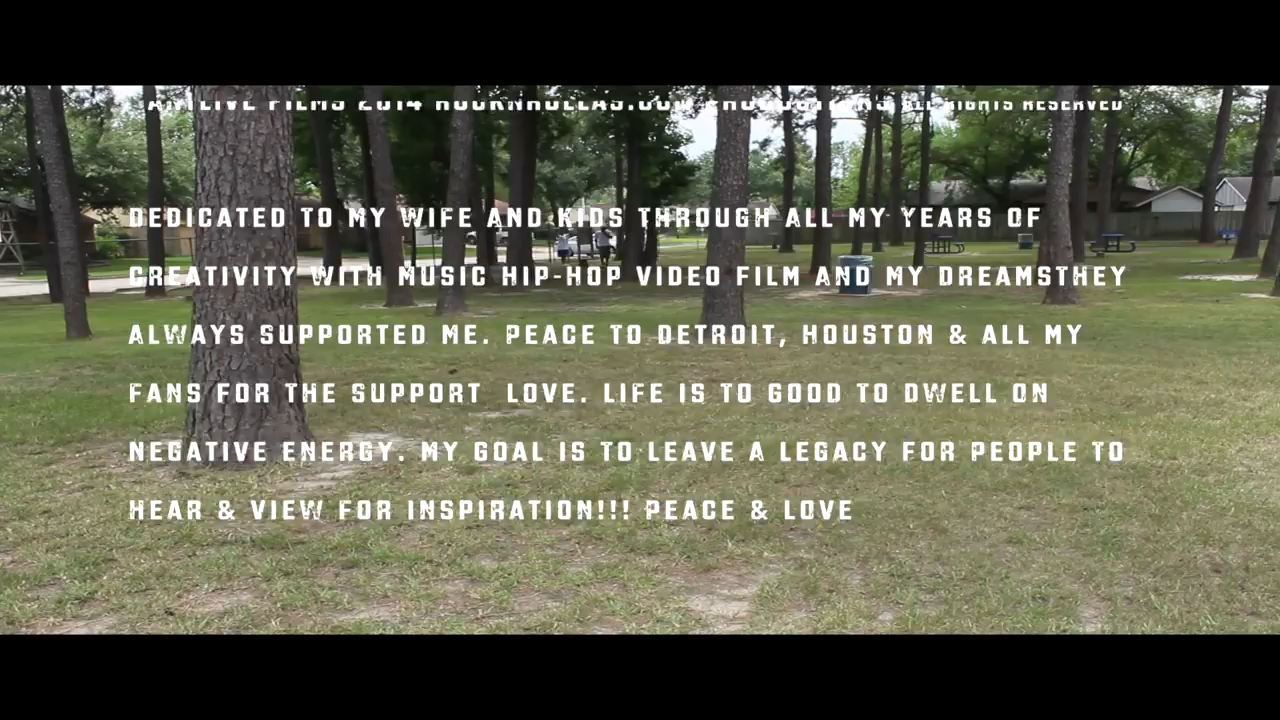 FILMS 2014 ROCKNROLLAS.COM PRODUCTIONS ALL RIGHTS RESERVED
DEDICATED TO MY WIFE AND KIDS THROUGH ALL MY YEARS OF
CREATIVITY WITH MUSIC HIP-HOP VIDEO FILM AND MY DREAMSTHEY
ALWAYS SUPPORTED ME. PEACE TO DETROIT, HOUSTON & ALL MY
FANS FOR THE SUPPORT  LOVE. LIFE IS TO GOOD TO DWELL ON
NEGATIVE ENERGY. MY GOAL IS TO LEAVE A LEGACY FOR PEOPLE TO
HEAR & VIEW FOR INSPIRATION!!! PEACE & LOVE